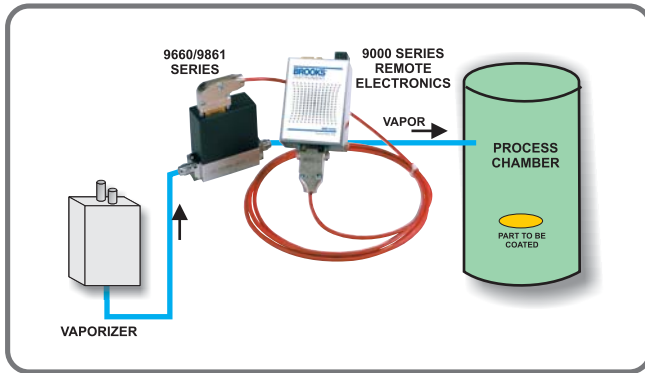 9660/9861
SERIES
9000 SERIES
REMOTE
ELECTRONICS
BROOKS
VAPOR
PROCESS
CHAMBER
PART TO BE
COATED
VAPORIZER